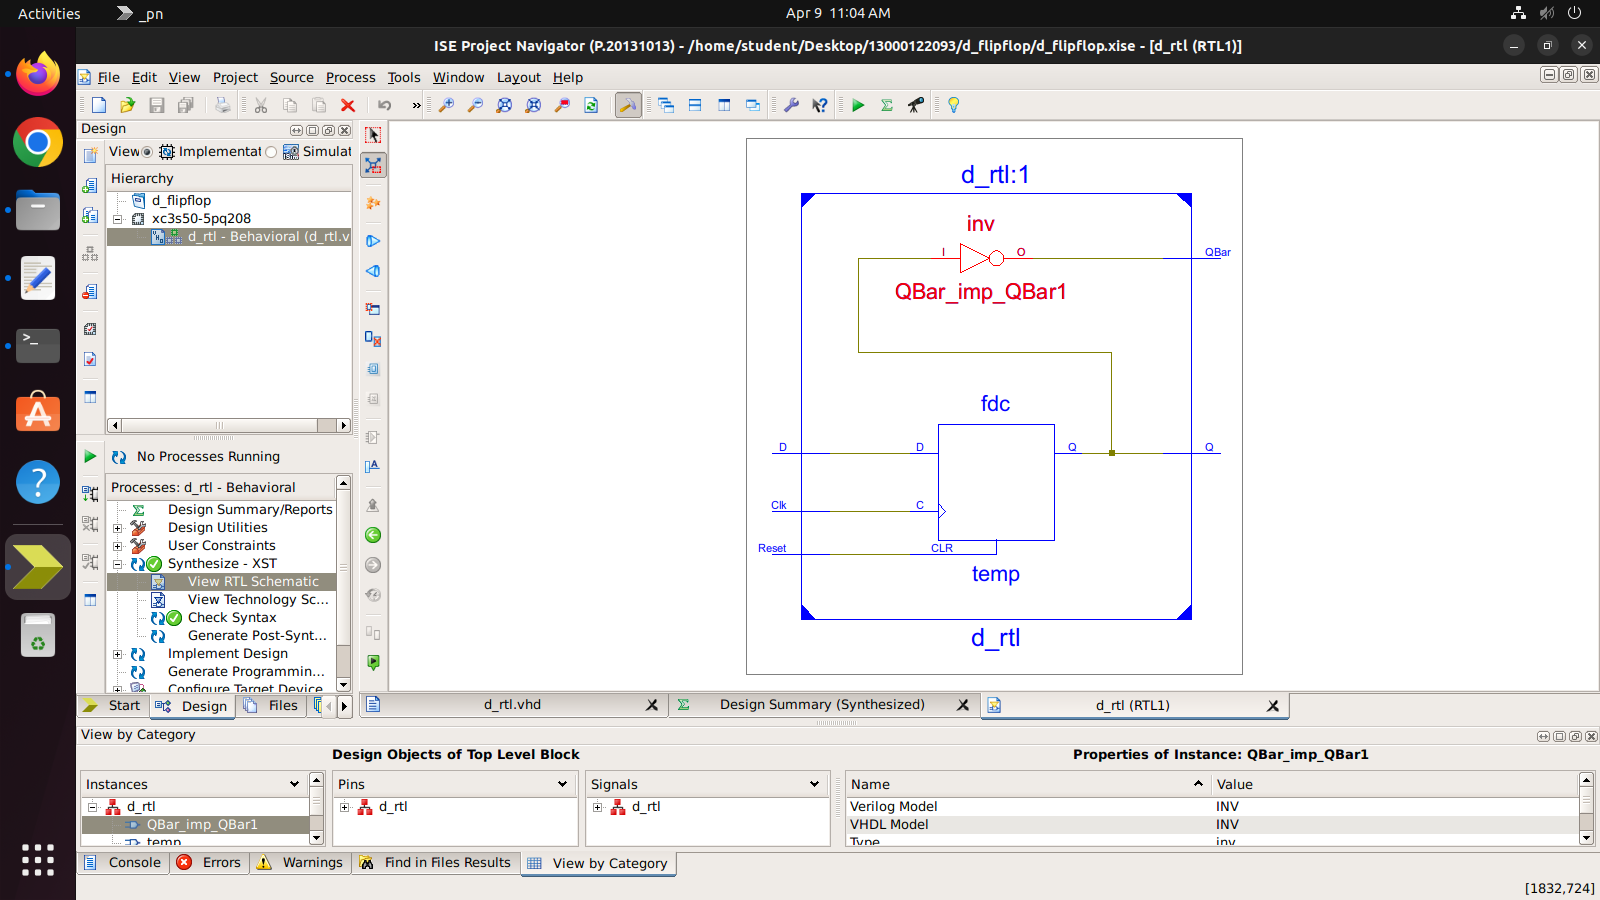 Activities
_pn
Apr 9 11:04 AM
ISE Project Navigator (P.20131013) - /home/student/Desktop/13000122093/d_flipflop/d_flipflop.xise - [d_rtl (RTL1)]
File Edit View Project Source Process Tools Window Layout Help
»
Design
View Implementat Simulat
Hierarchy
d_flipflop
xc3s50-5pq208
d_rtl - Behavioral (d_rtl.v
No Processes Running
Processes: d_rtl - Behavioral
Design Summary/Reports
Design Utilities
User Constraints
Synthesize - XST
View RTL Schematic
View Technology Sc...
Check Syntax
Generate Post-Synt...
Implement Design
Generate Programmin...
Configure Target Device
Start Design Files
d_rtl:1
inv
I O QBar
QBar_imp_QBar1
fdc
D D Q Q
Clk C
Reset CLR
temp
d_rtl
d_rtl.vhd
Design Summary (Synthesized)
d_rtl (RTL1)
View by Category
Design Objects of Top Level Block
Properties of Instance: QBar_imp_QBar1
Instances Pins Signals Name Value
d_rtl d_rtl d_rtl Verilog Model INV
QBar_imp_QBar1 VHDL Model INV
temp Type inv
Console Errors Warnings Find in Files Results View by Category
[1832,724]